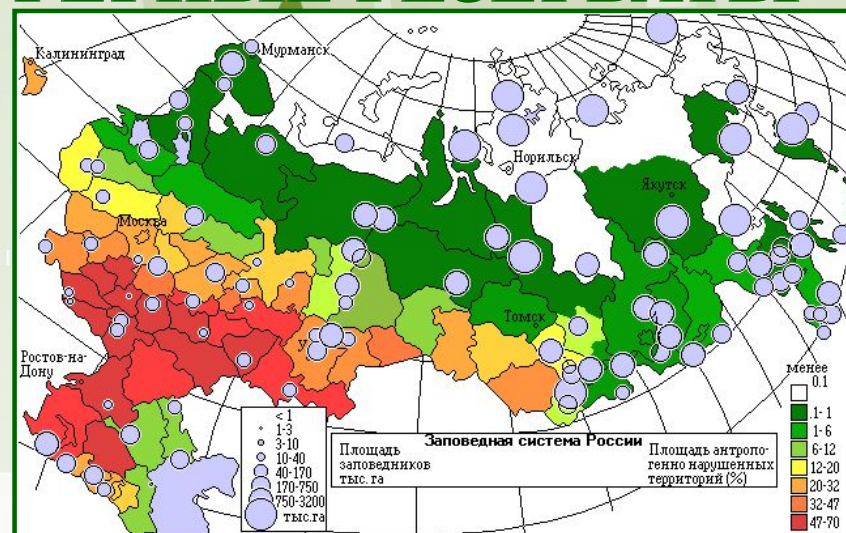 Калининград
Мурманск
Норильск
Якутск
Москва
Томск
Ростов-на-
Дону
У
менее
0.1
.1- 1
1- 6
6-12
12-20
20-32
32-47
47-70
< 1
1-3
3-10
10-40
40-170
170-750
750-3200
тыс.га
Заповедная система России
Площадь
заповедников
тыс. га
Площадь антропо-
генно нарушенных
территорий (%)